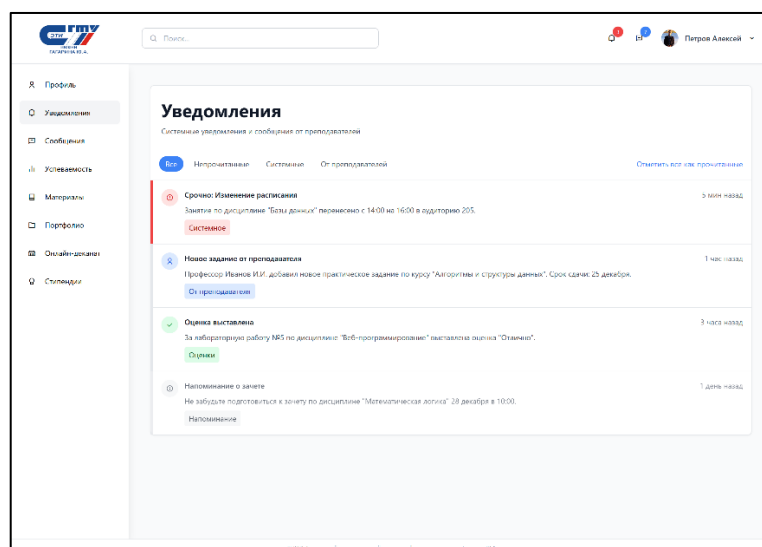 ЭТИ СГТУ
ИМЕНИ
ГАГАРИНА Ю.А.
Поиск...
Петров Алексей
Профиль
Уведомления
Сообщения
Успеваемость
Материалы
Портфолио
Онлайн-деканат
Стипендии
Уведомления
Системные уведомления и сообщения от преподавателей
Все Непрочитанные Системные От преподавателей Отметить все как прочитанные
Срочно: Изменение расписания 5 мин назад
Занятия по дисциплине "Базы данных" перенесено с 14:00 на 16:00 в аудиторию 205.
Системное
Новое задание от преподавателя 1 час назад
Профессор Иванов И.И. добавил новое практическое задание по курсу "Алгоритмы и структуры данных". Срок сдачи: 25 декабря.
От преподавателя
Оценка выставлена 3 часа назад
За лабораторную работу №5 по дисциплине "Веб-программирование" выставлена оценка "Отлично".
Оценки
Напоминание о зачете 1 день назад
Не забудьте подготовиться к зачету по дисциплине "Математическая логика" 28 декабря в 10:00.
Напоминание